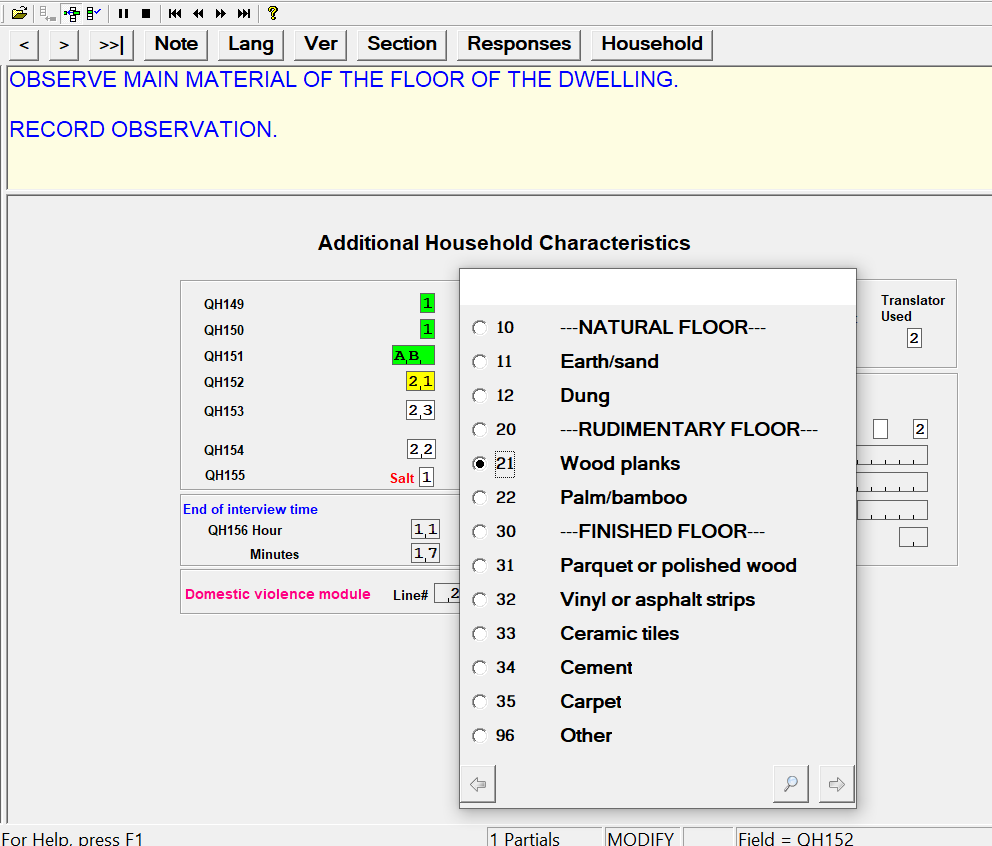 < > >>| Note Lang Ver Section Responses Household
OBSERVE MAIN MATERIAL OF THE FLOOR OF THE DWELLING.
RECORD OBSERVATION.
Additional Household Characteristics
QH149 1
QH150 1
QH151 A,B,
QH152 2,1
QH153 2,3
QH154 2,2
QH155 Salt 1
End of interview time
QH156 Hour 1,1
Minutes 1,7
Domestic violence module Line# ,2
10 ---NATURAL FLOOR---
11 Earth/sand
12 Dung
20 ---RUDIMENTARY FLOOR---
21 Wood planks
22 Palm/bamboo
30 ---FINISHED FLOOR---
31 Parquet or polished wood
32 Vinyl or asphalt strips
33 Ceramic tiles
34 Cement
35 Carpet
96 Other
Translator
Used
2
2
For Help, press F1 1 Partials MODIFY Field = QH152